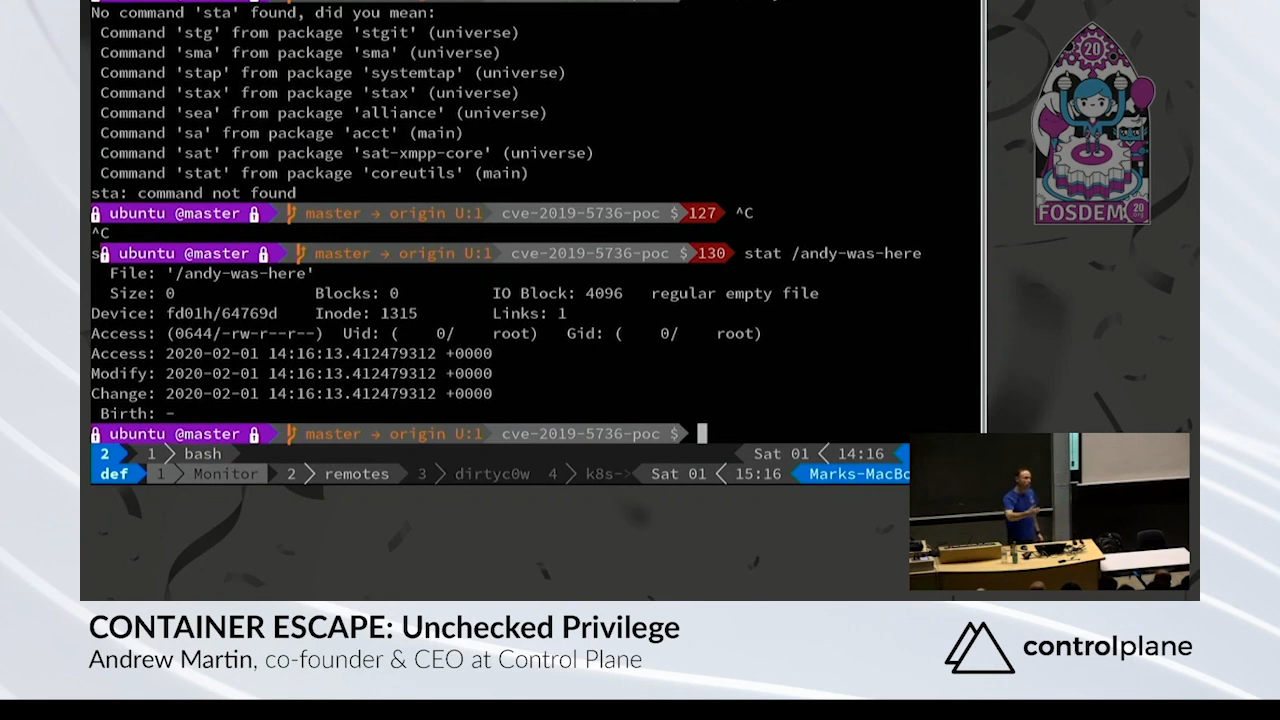 No command 'sta' found, did you mean:
Command 'stg' from package 'stgit' (universe)
Command 'sma' from package 'sma' (universe)
Command 'stap' from package 'systemtap' (universe)
Command 'stax' from package 'stax' (universe)
Command 'sea' from package 'alliance' (universe)
Command 'sa' from package 'acct' (main)
Command 'sat' from package 'sat-xmpp-core' (universe)
Command 'stat' from package 'coreutils' (main)
sta: command not found
ubuntu @master master → origin U:1 cve-2019-5736-poc $ 127 ^C
^C
s ubuntu @master master → origin U:1 cve-2019-5736-poc $ 130 stat /andy-was-here
File: '/andy-was-here'
Size: 0 Blocks: 0 IO Block: 4096 regular empty file
Device: fd01h/64769d Inode: 1315 Links: 1
Access: (0644/-rw-r--r--) Uid: ( 0/ root) Gid: ( 0/ root)
Access: 2020-02-01 14:16:13.412479312 +0000
Modify: 2020-02-01 14:16:13.412479312 +0000
Change: 2020-02-01 14:16:13.412479312 +0000
Birth: -
ubuntu @master master → origin U:1 cve-2019-5736-poc $
2 1 bash Sat 01 14:16
def 1 Monitor 2 remotes 3 dirtyc0w 4 k8s-> Sat 01 15:16 Marks-MacBo
20
FOSDEM 20
.org
CONTAINER ESCAPE: Unchecked Privilege
Andrew Martin, co-founder & CEO at Control Plane
controlplane